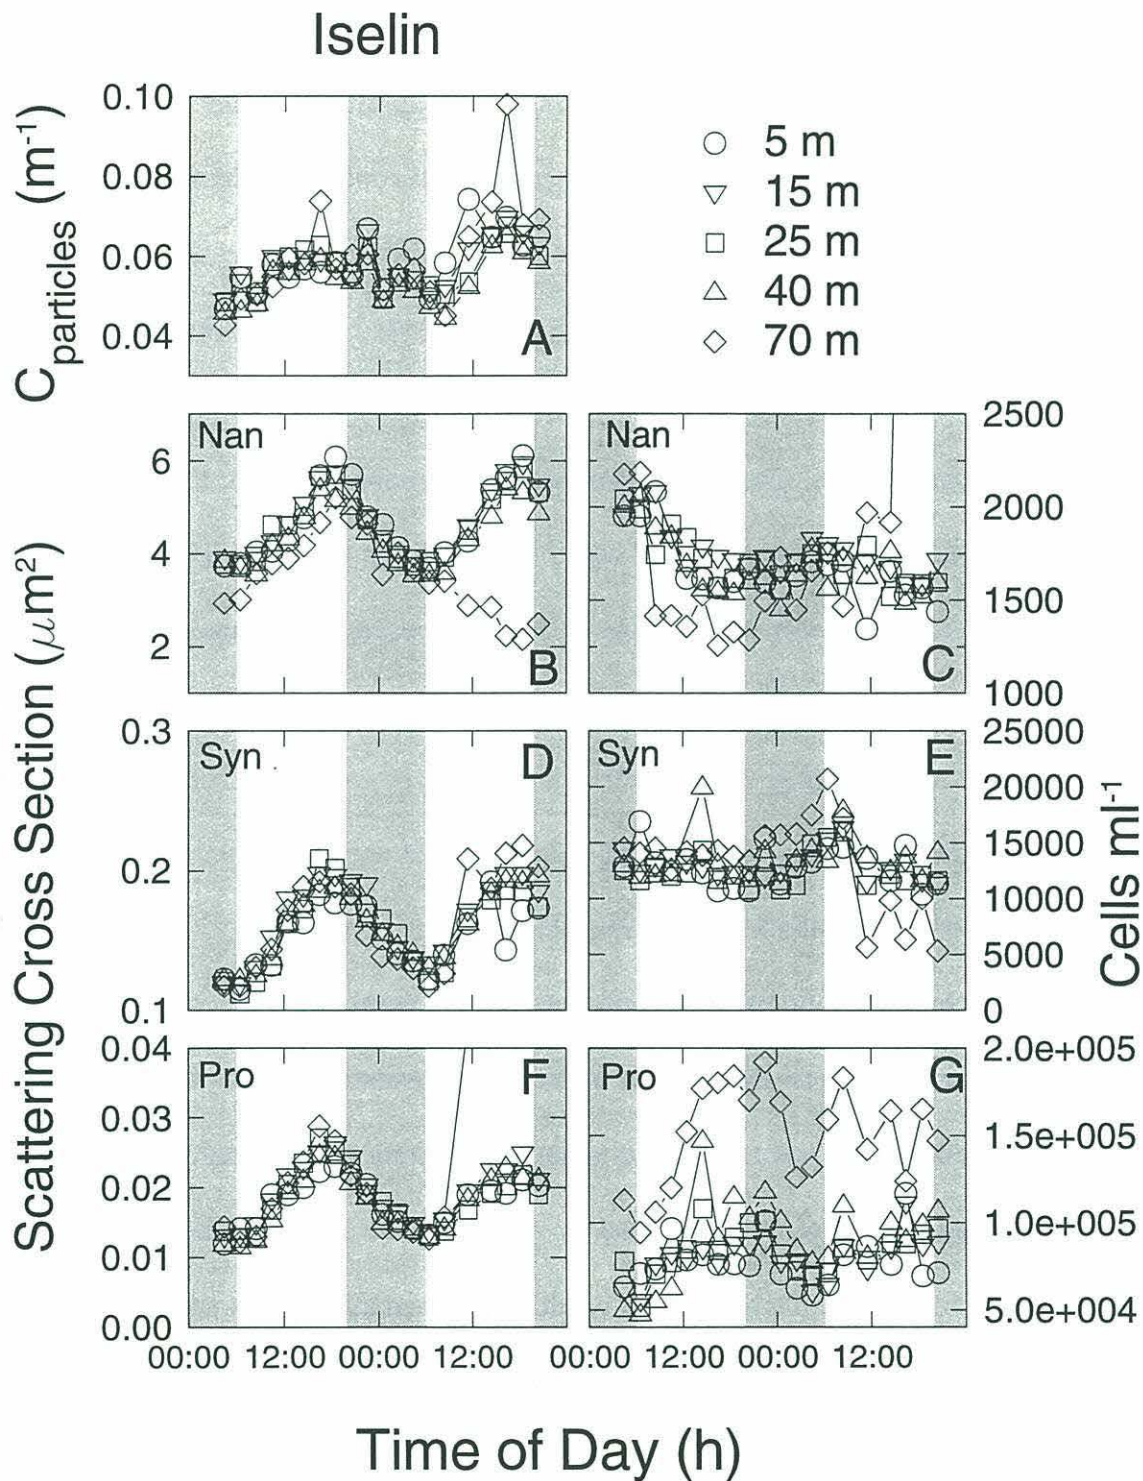 Iselin
C_particles (m^-1)
0.10
0.08
0.06
0.04
A
5 m
15 m
25 m
40 m
70 m
Scattering Cross Section (μm²)
Nan
6
4
2
B
Nan
2500
2000
1500
1000
C
Syn
0.3
0.2
0.1
D
Syn
25000
20000
15000
10000
5000
0
E
Cells ml^-1
Pro
0.04
0.03
0.02
0.01
0.00
F
Pro
2.0e+005
1.5e+005
1.0e+005
5.0e+004
G
00:00 12:00 00:00 12:00
00:00 12:00 00:00 12:00
Time of Day (h)